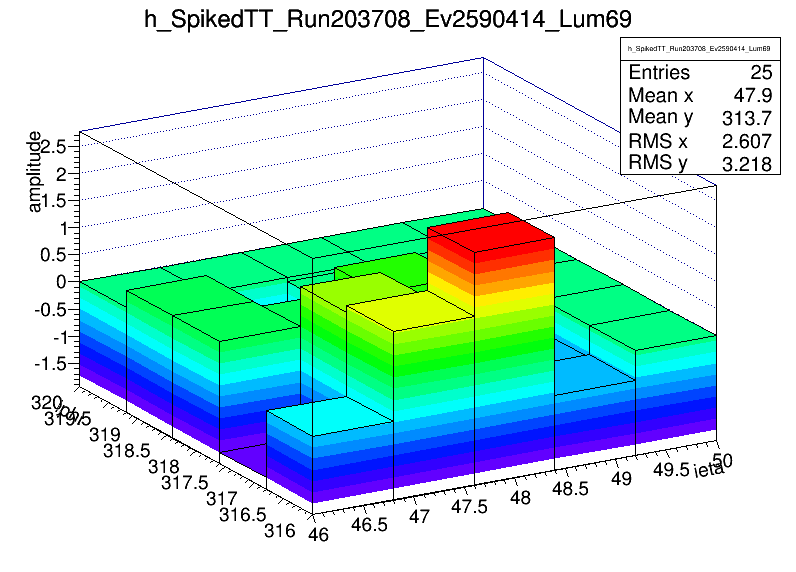 h_SpikedTT_Run203708_Ev2590414_Lum69
h_SpikedTT_Run203708_Ev2590414_Lum69
Entries 25
Mean x 47.9
Mean y 313.7
RMS x 2.607
RMS y 3.218
amplitude
2.5
2
1.5
1
0.5
0
-0.5
-1
-1.5
320
319.5
319
318.5
318
317.5
317
316.5
316
iphi
46
46.5
47
47.5
48
48.5
49
49.5
50
ieta